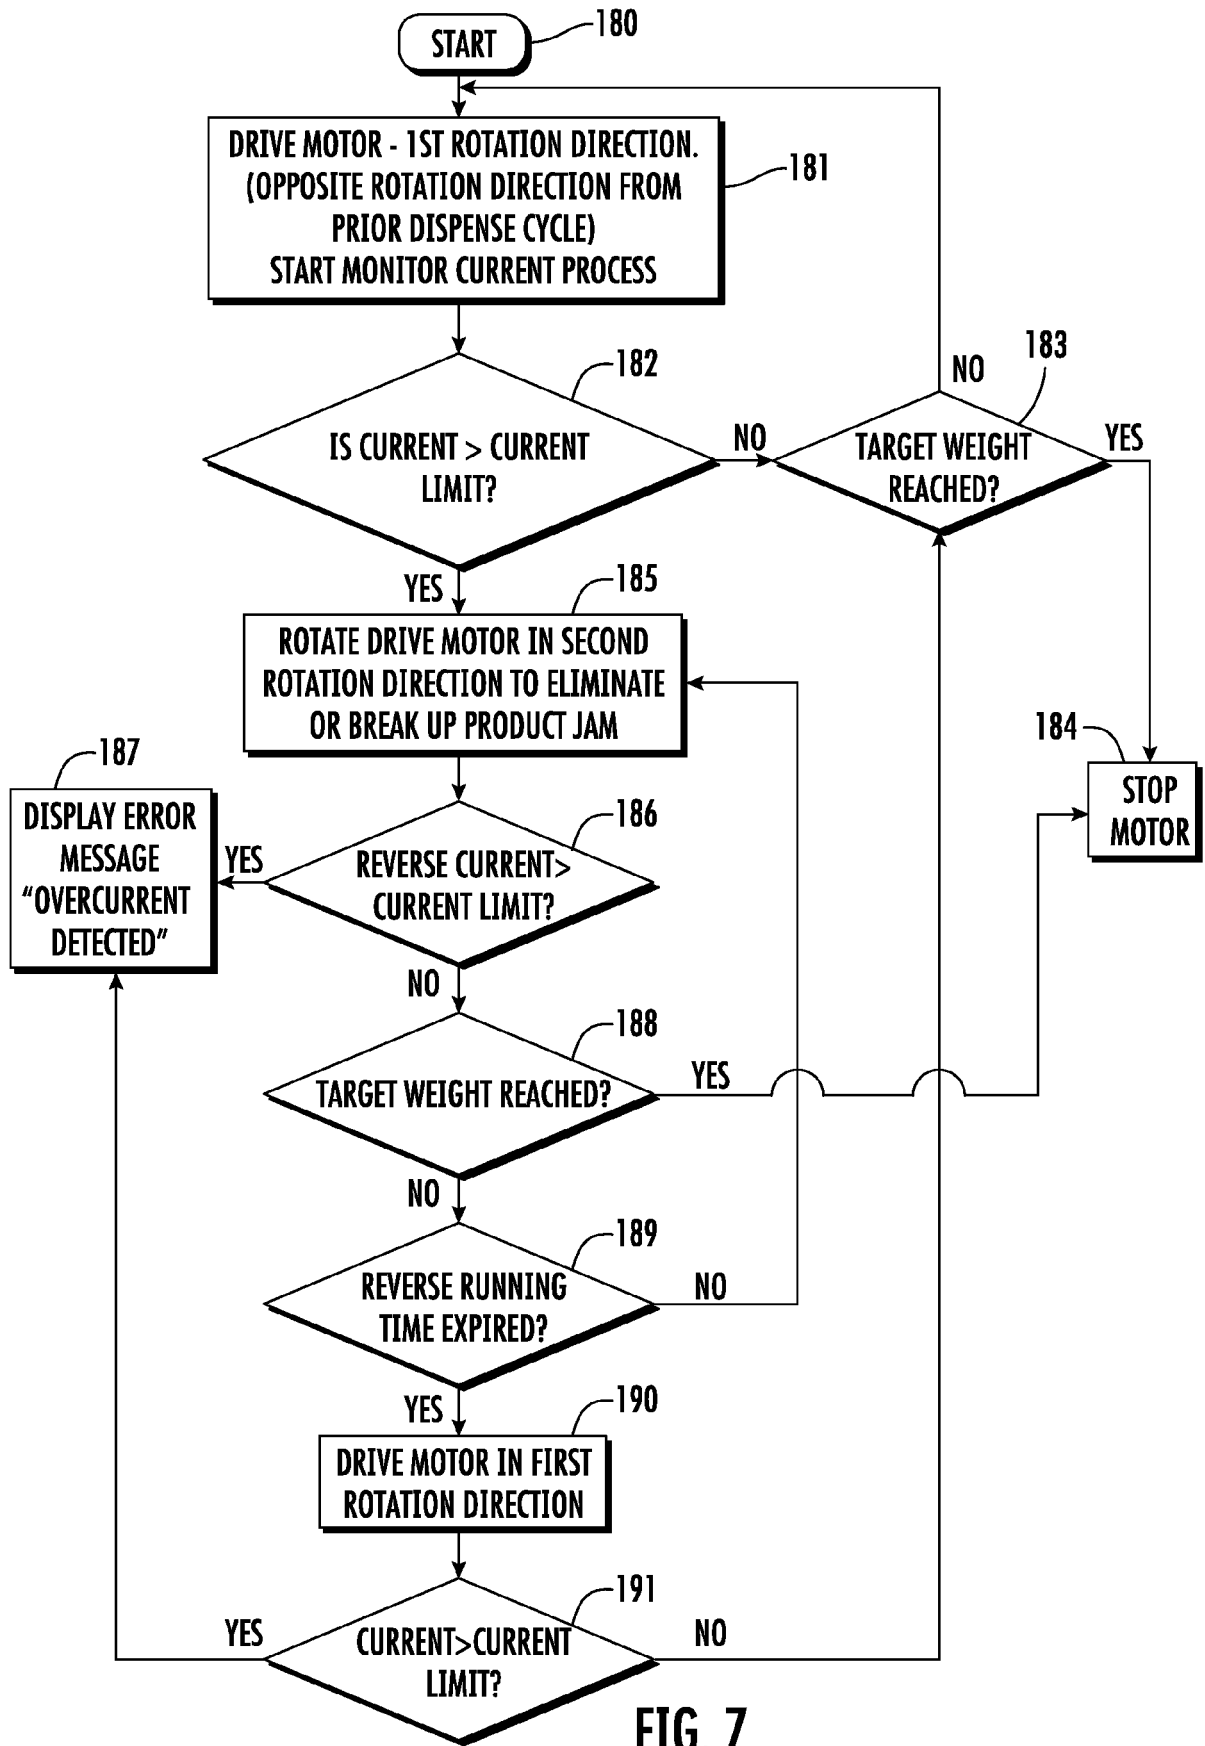 START
180
DRIVE MOTOR - 1ST ROTATION DIRECTION.
(OPPOSITE ROTATION DIRECTION FROM
PRIOR DISPENSE CYCLE)
START MONITOR CURRENT PROCESS
181
IS CURRENT > CURRENT
LIMIT?
182
NO
YES
TARGET WEIGHT
REACHED?
183
NO
YES
ROTATE DRIVE MOTOR IN SECOND
ROTATION DIRECTION TO ELIMINATE
OR BREAK UP PRODUCT JAM
185
STOP
MOTOR
184
REVERSE CURRENT>
CURRENT LIMIT?
186
YES
NO
DISPLAY ERROR
MESSAGE
“OVERCURRENT
DETECTED”
187
TARGET WEIGHT REACHED?
188
YES
NO
REVERSE RUNNING
TIME EXPIRED?
189
NO
YES
DRIVE MOTOR IN FIRST
ROTATION DIRECTION
190
CURRENT>CURRENT
LIMIT?
191
YES
NO
FIG 7